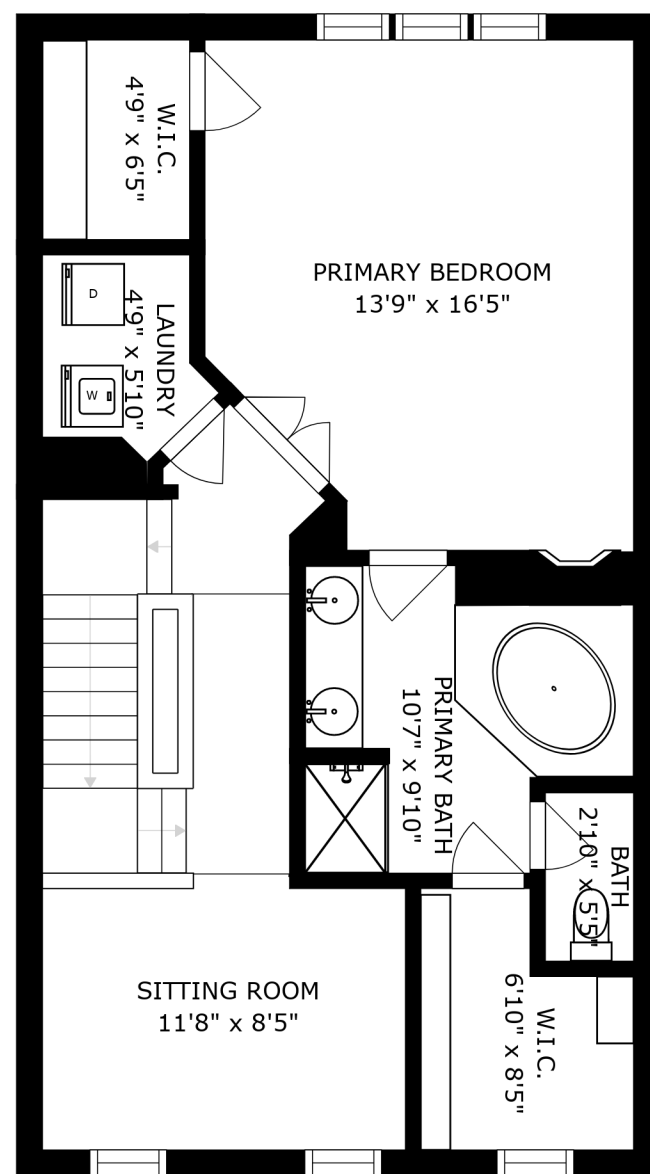 W.I.C.
4'9" x 6'5"
PRIMARY BEDROOM
13'9" x 16'5"
D
W
LAUNDRY
4'9" x 5'10"
PRIMARY BATH
10'7" x 9'10"
BATH
2'10" x 5'5"
SITTING ROOM
11'8" x 8'5"
W.I.C.
6'10" x 8'5"